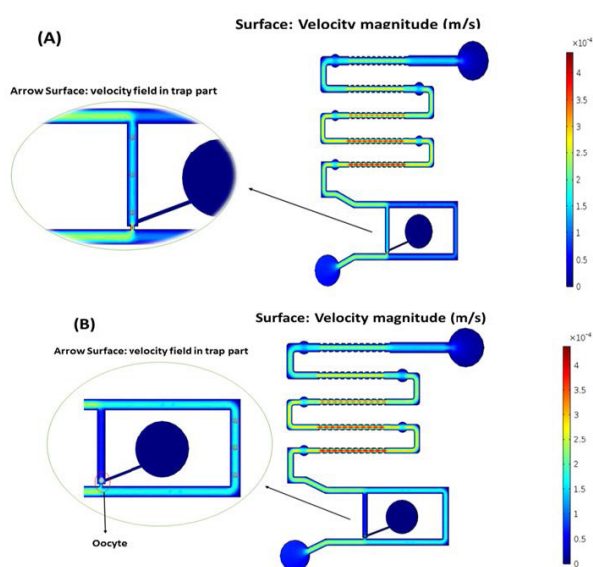 (A)
Surface: Velocity magnitude (m/s)
Arrow Surface: velocity field in trap part
×10⁻⁴
4
3.5
3
2.5
2
1.5
1
0.5
0
(B)
Surface: Velocity magnitude (m/s)
Arrow Surface: velocity field in trap part
×10⁻⁴
4
3.5
3
2.5
2
1.5
1
0.5
0
Oocyte